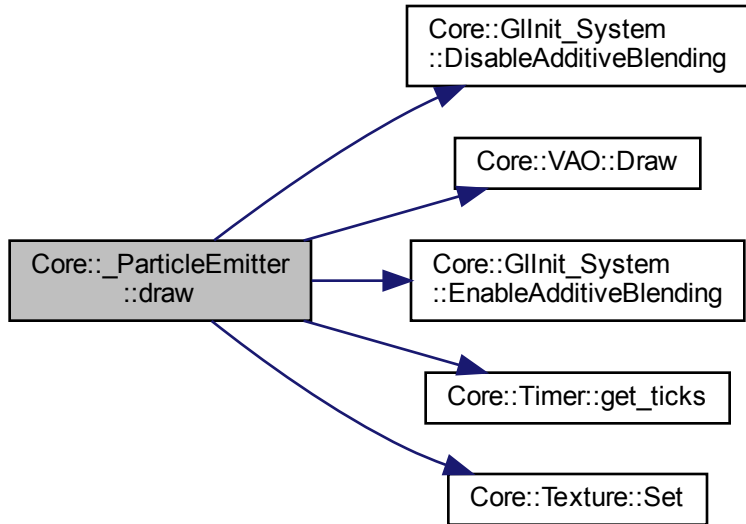 Core::GlInit_System
::DisableAdditiveBlending
Core::VAO::Draw
Core::_ParticleEmitter
::draw
Core::GlInit_System
::EnableAdditiveBlending
Core::Timer::get_ticks
Core::Texture::Set